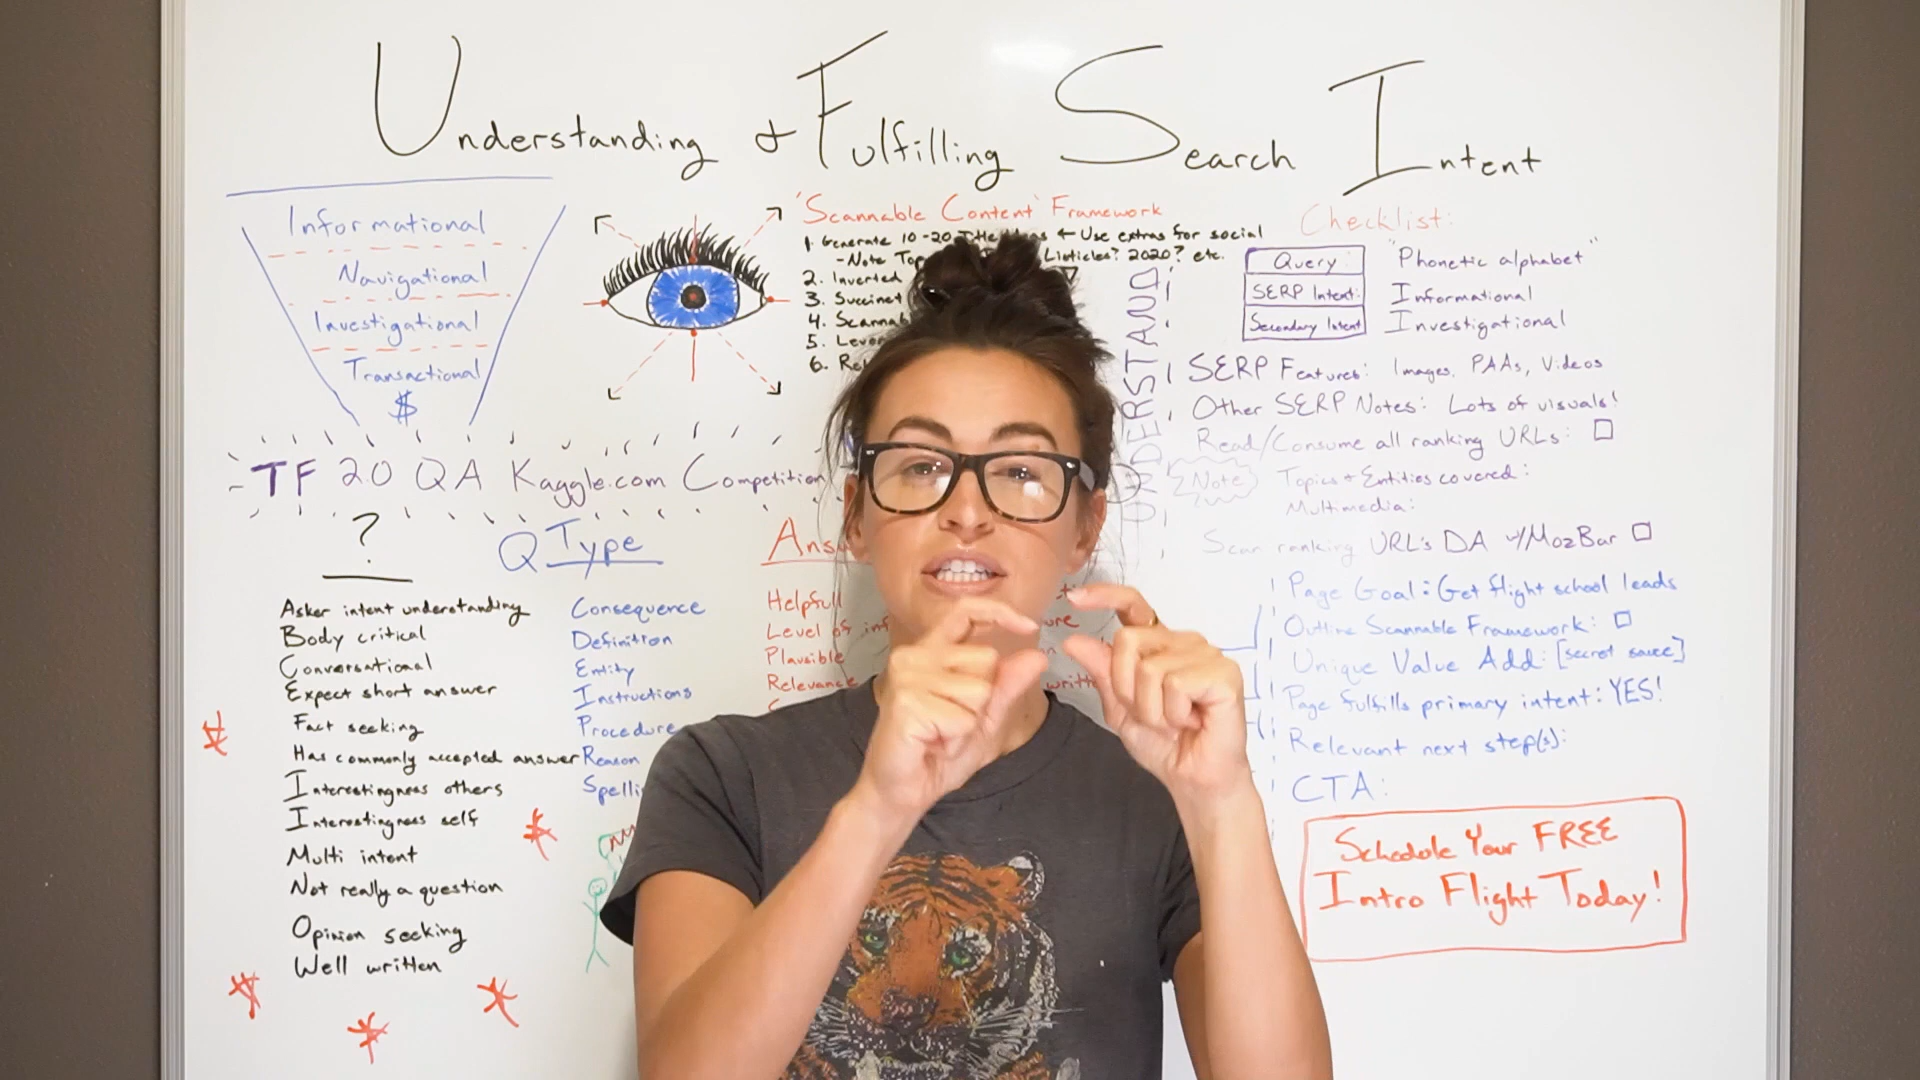 Understanding & Fulfilling Search Intent
Informational
Navigational
Investigational
Transactional
$
'Scannable Content' Framework
1. Generate 10-20 + Use extras for social
- Note Listicles? 2020? etc.
2. Inverted
3. Succinct
4.
5.
6.
UNDERSTAND
Checklist:
Query "Phonetic alphabet"
SERP Intent: Informational
Secondary Intent Investigational
SERP Features: Images, PAAs, Videos
Other SERP Notes: Lots of visuals!
Read/Consume all ranking URLs:
Note Topics + Entities covered:
Multimedia:
Scan ranking URL's DA w/MozBar
Page Goal: Get flight school leads
Outline Scannable Framework:
Unique Value Add: [secret sauce]
Page fulfills primary intent: YES!
Relevant next step(s):
CTA:
Schedule Your FREE
Intro Flight Today!
TF 2.0 QA Kaggle.com Competition
?
Asker intent understanding
Body critical
Conversational
Expect short answer
Fact seeking
Has commonly accepted answer
Interestingness others
Interestingness self
Multi intent
Not really a question
Opinion seeking
Well written
Q Type
Consequence
Definition
Entity
Instructions
Procedure
Reason
Helpfull
Level of
Plausible
Relevance